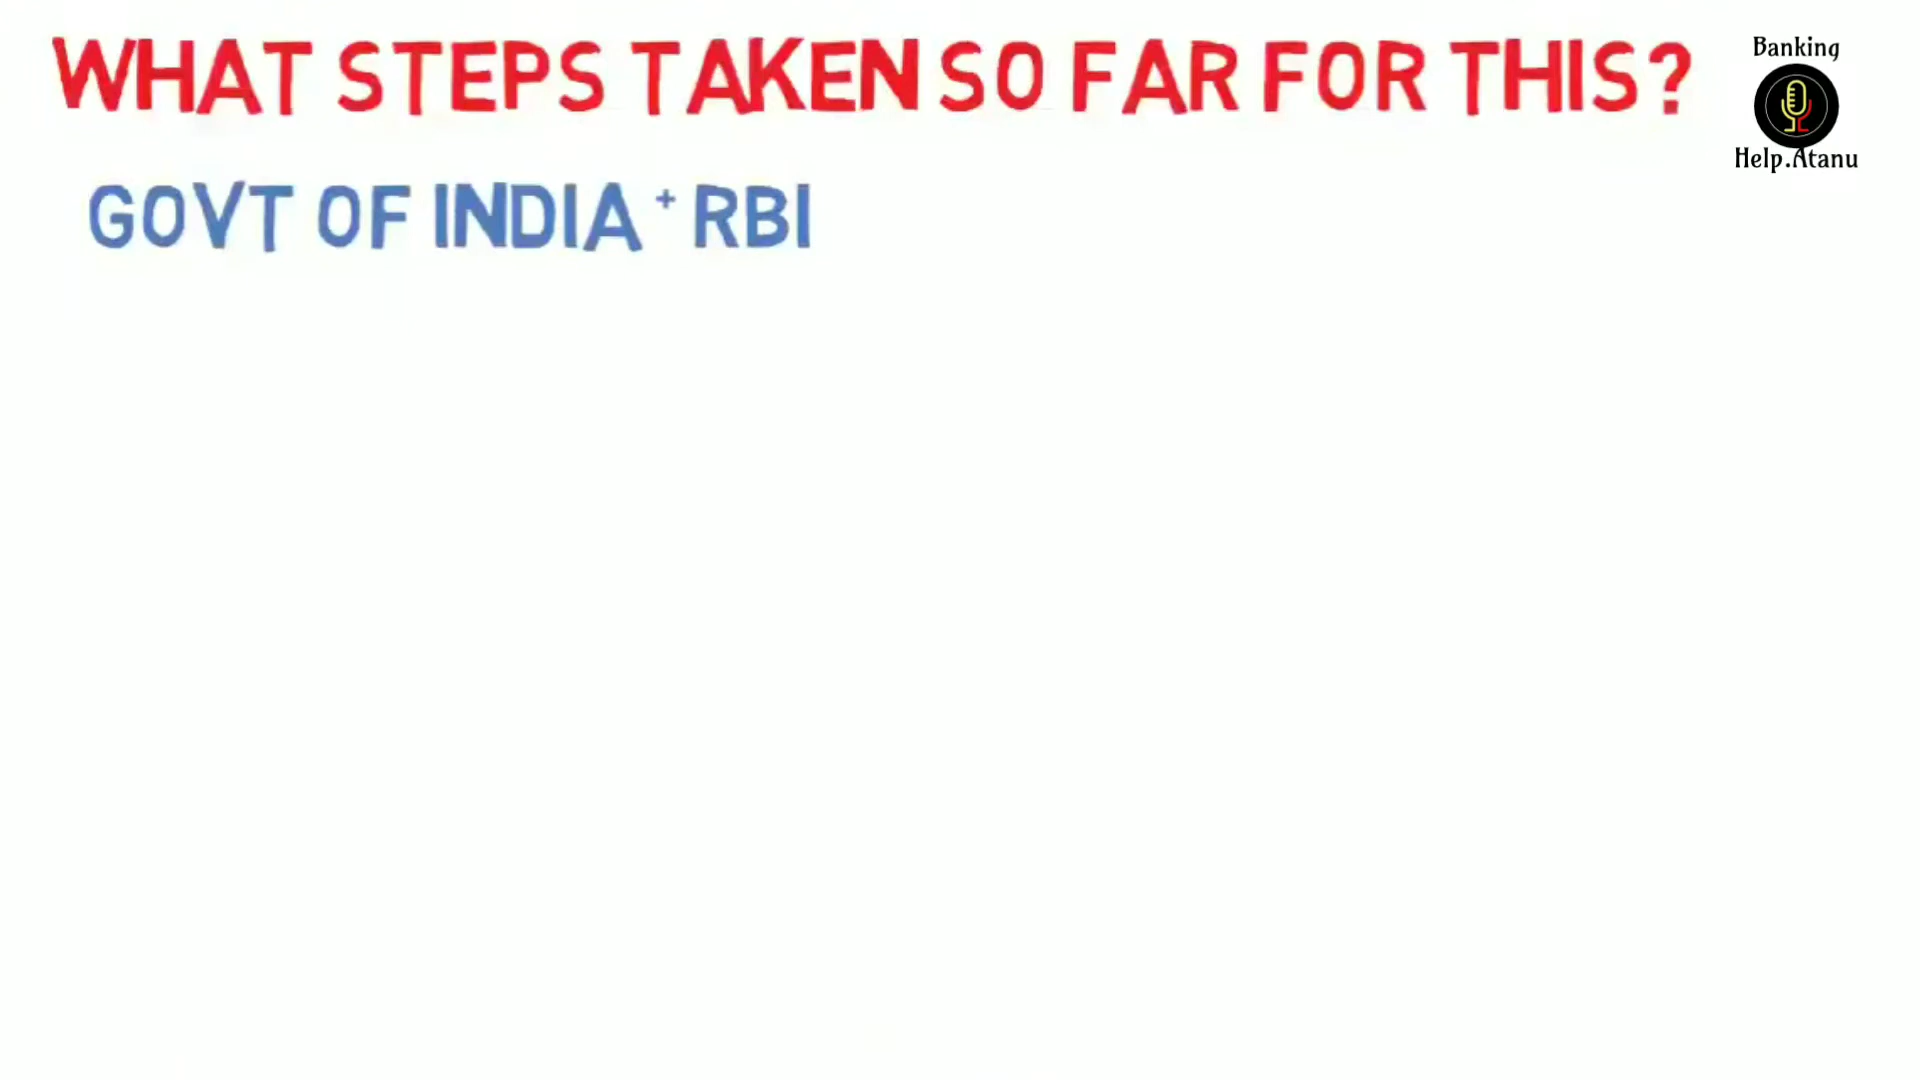 WHAT STEPS TAKEN SO FAR FOR THIS?
Banking
Help.Atanu
GOVT OF INDIA + RBI